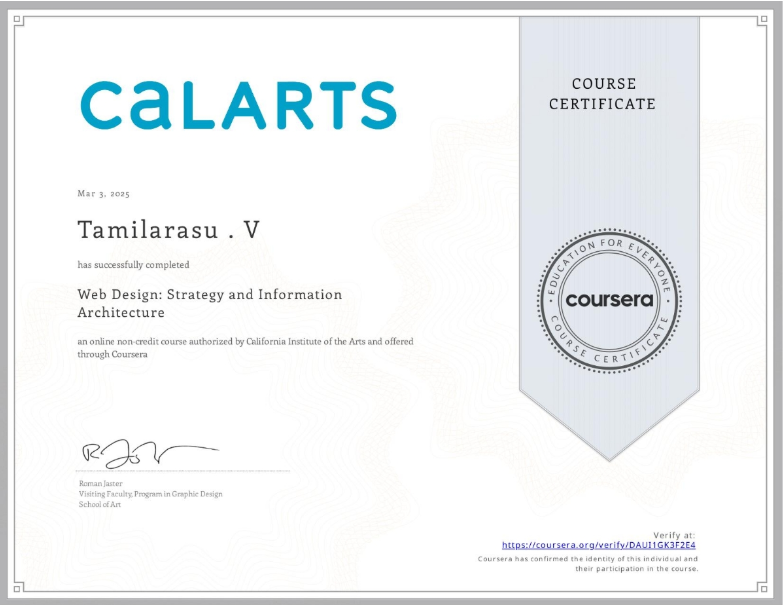 CALARTS
COURSE
CERTIFICATE
Mar 3, 2025
Tamilarasu . V
has successfully completed
Web Design: Strategy and Information
Architecture
an online non-credit course authorized by California Institute of the Arts and offered
through Coursera
EDUCATION FOR EVERYONE
coursera
COURSE CERTIFICATE
Roman Jaster
Visiting Faculty, Program in Graphic Design
School of Art
Verify at:
https://coursera.org/verify/DAUI1GK3F2E4
Coursera has confirmed the identity of this individual and
their participation in the course.